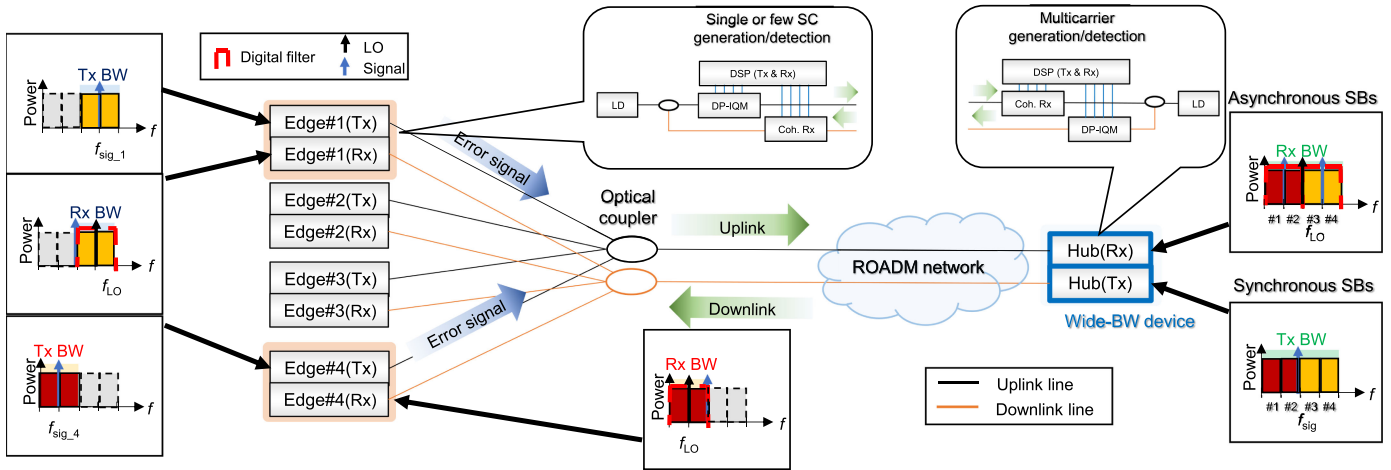 Power
Tx BW
f
fsig_1
Power
Rx BW
f
fLO
Power
Tx BW
f
fsig_4
Digital filter
LO
Signal
Edge#1(Tx)
Edge#1(Rx)
Edge#2(Tx)
Edge#2(Rx)
Edge#3(Tx)
Edge#3(Rx)
Edge#4(Tx)
Edge#4(Rx)
Error signal
Error signal
Single or few SC
generation/detection
DSP (Tx & Rx)
LD
DP-IQM
Coh. Rx
Multicarrier
generation/detection
DSP (Tx & Rx)
Coh. Rx
LD
DP-IQM
Optical
coupler
Uplink
Downlink
ROADM network
Hub(Rx)
Hub(Tx)
Wide-BW device
Power
Rx BW
f
fLO
Uplink line
Downlink line
Asynchronous SBs
Power
Rx BW
f
#1 #2 #3 #4
fLO
Synchronous SBs
Power
Tx BW
f
#1 #2 #3 #4
fsig